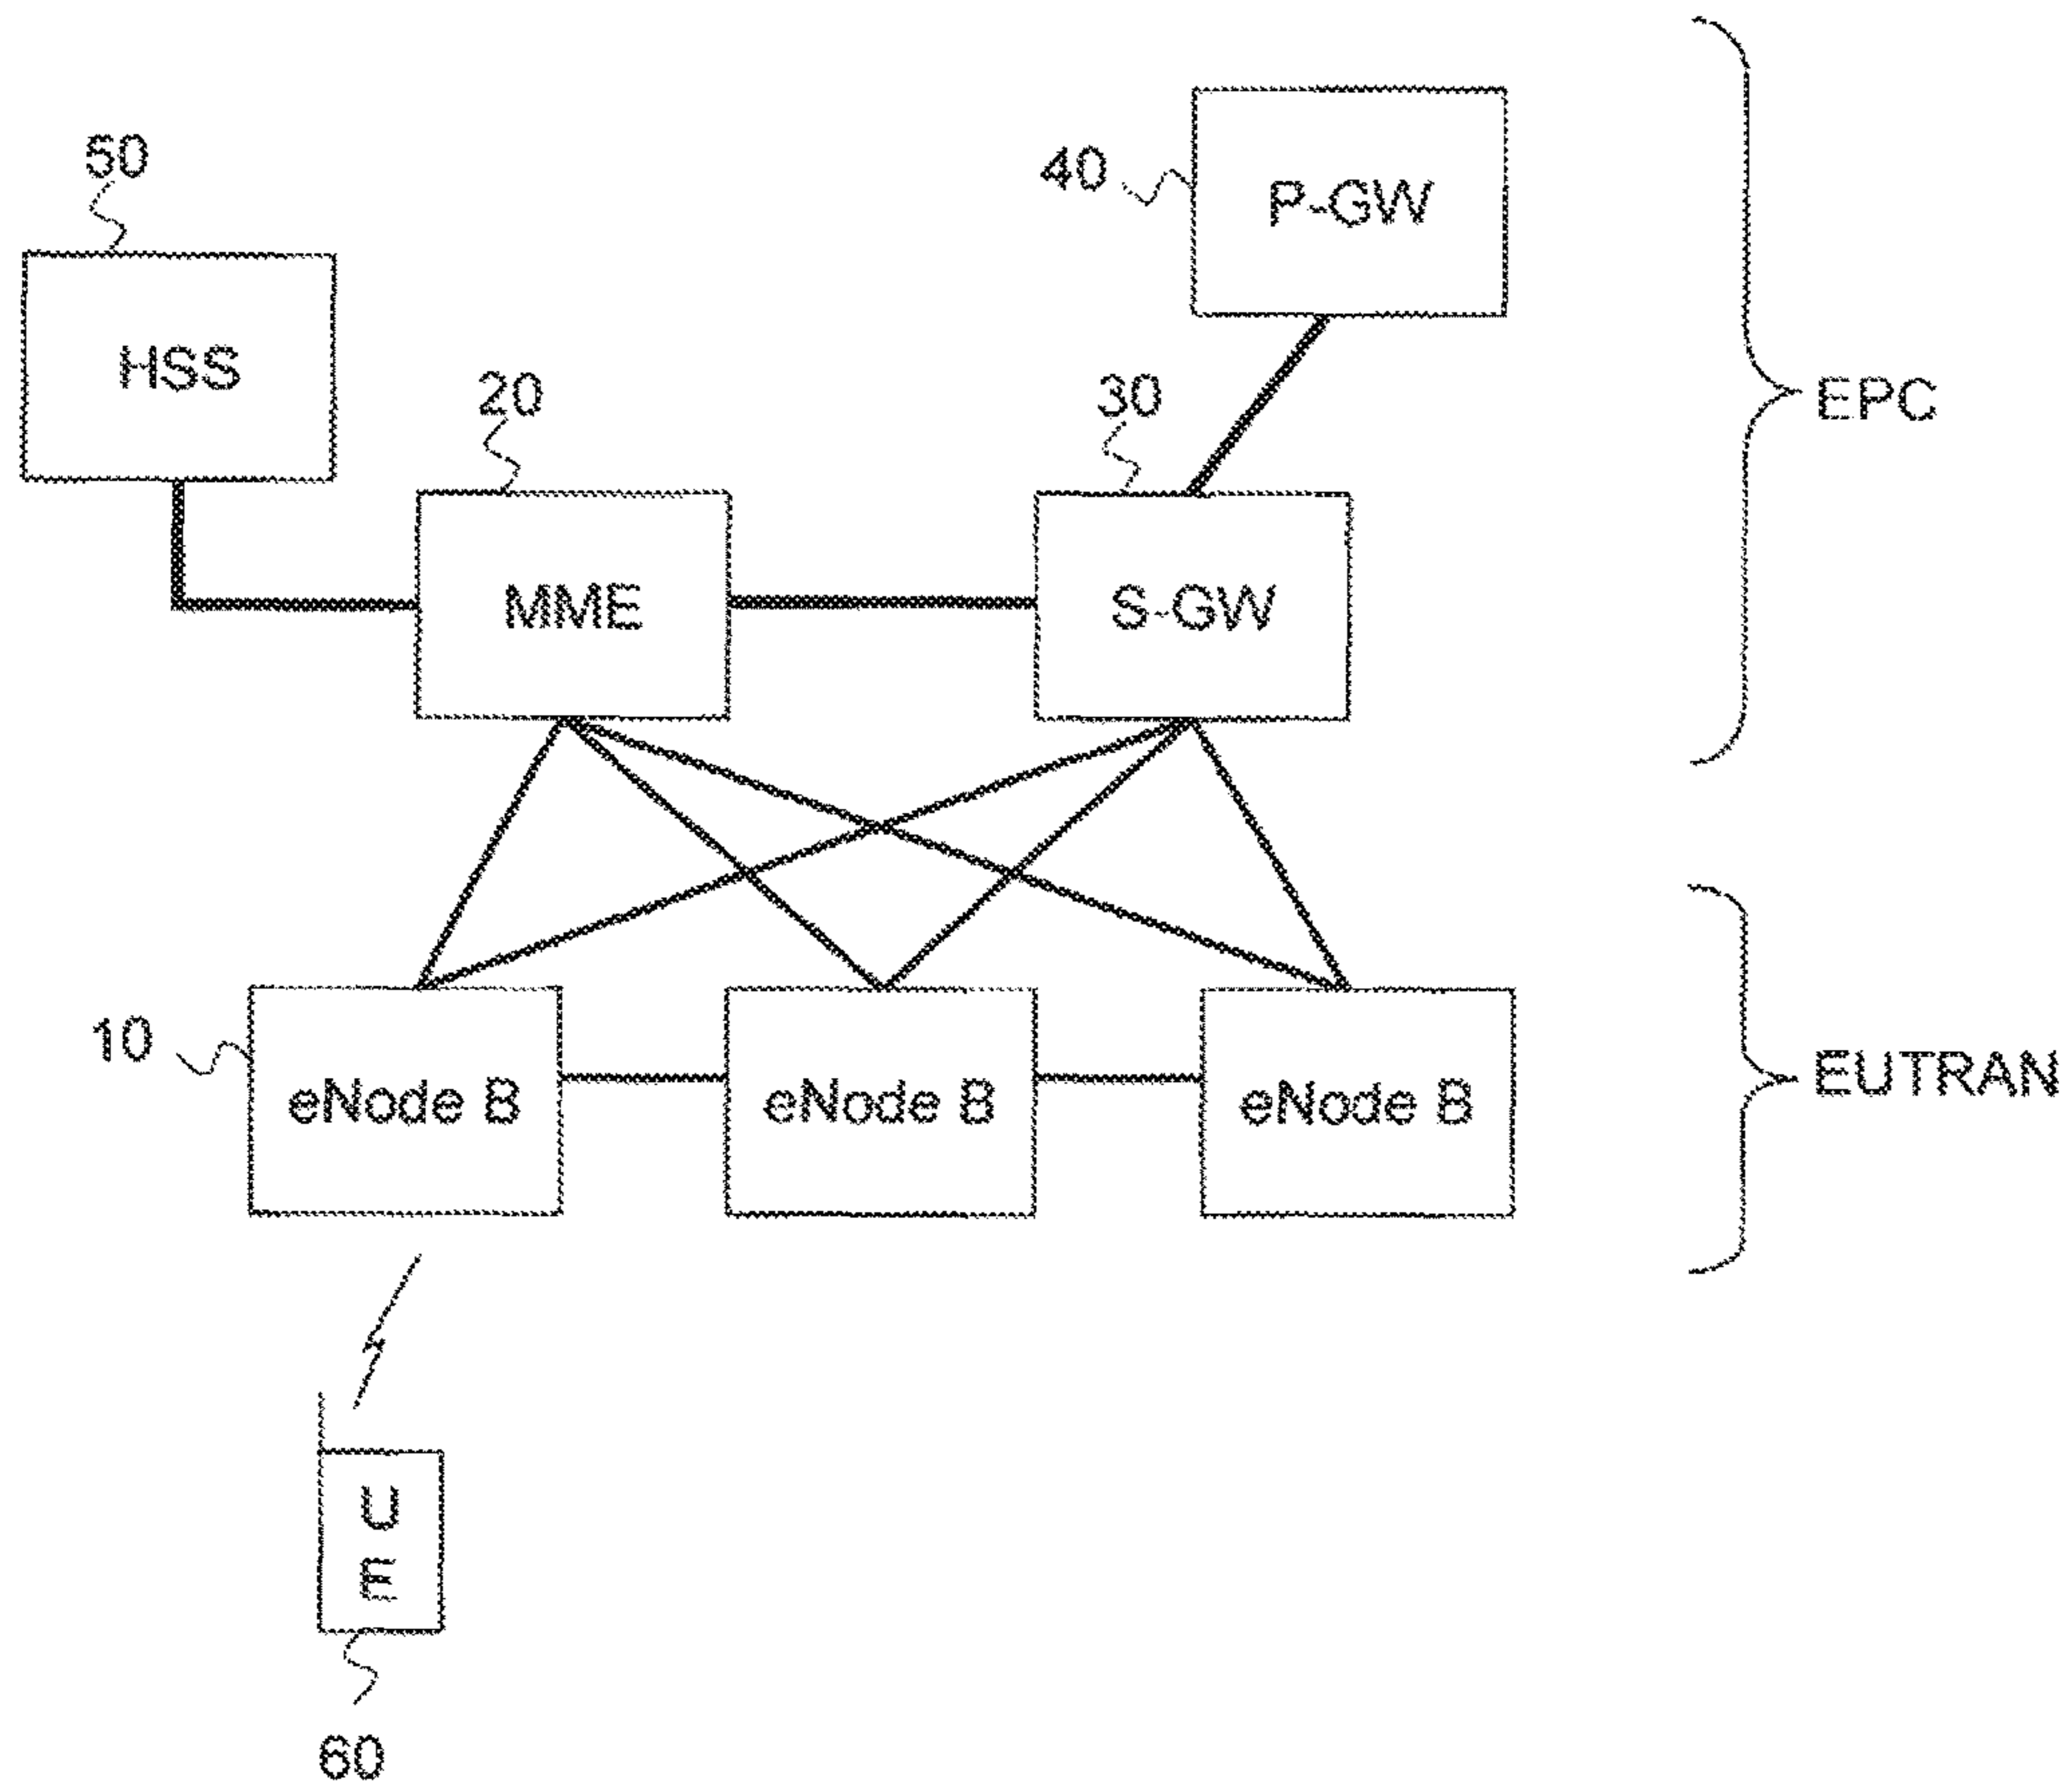 50
40
P-GW
HSS
20
30
EPC
MME
S-GW
10
eNode B
eNode B
eNode B
EUTRAN
U
E
60